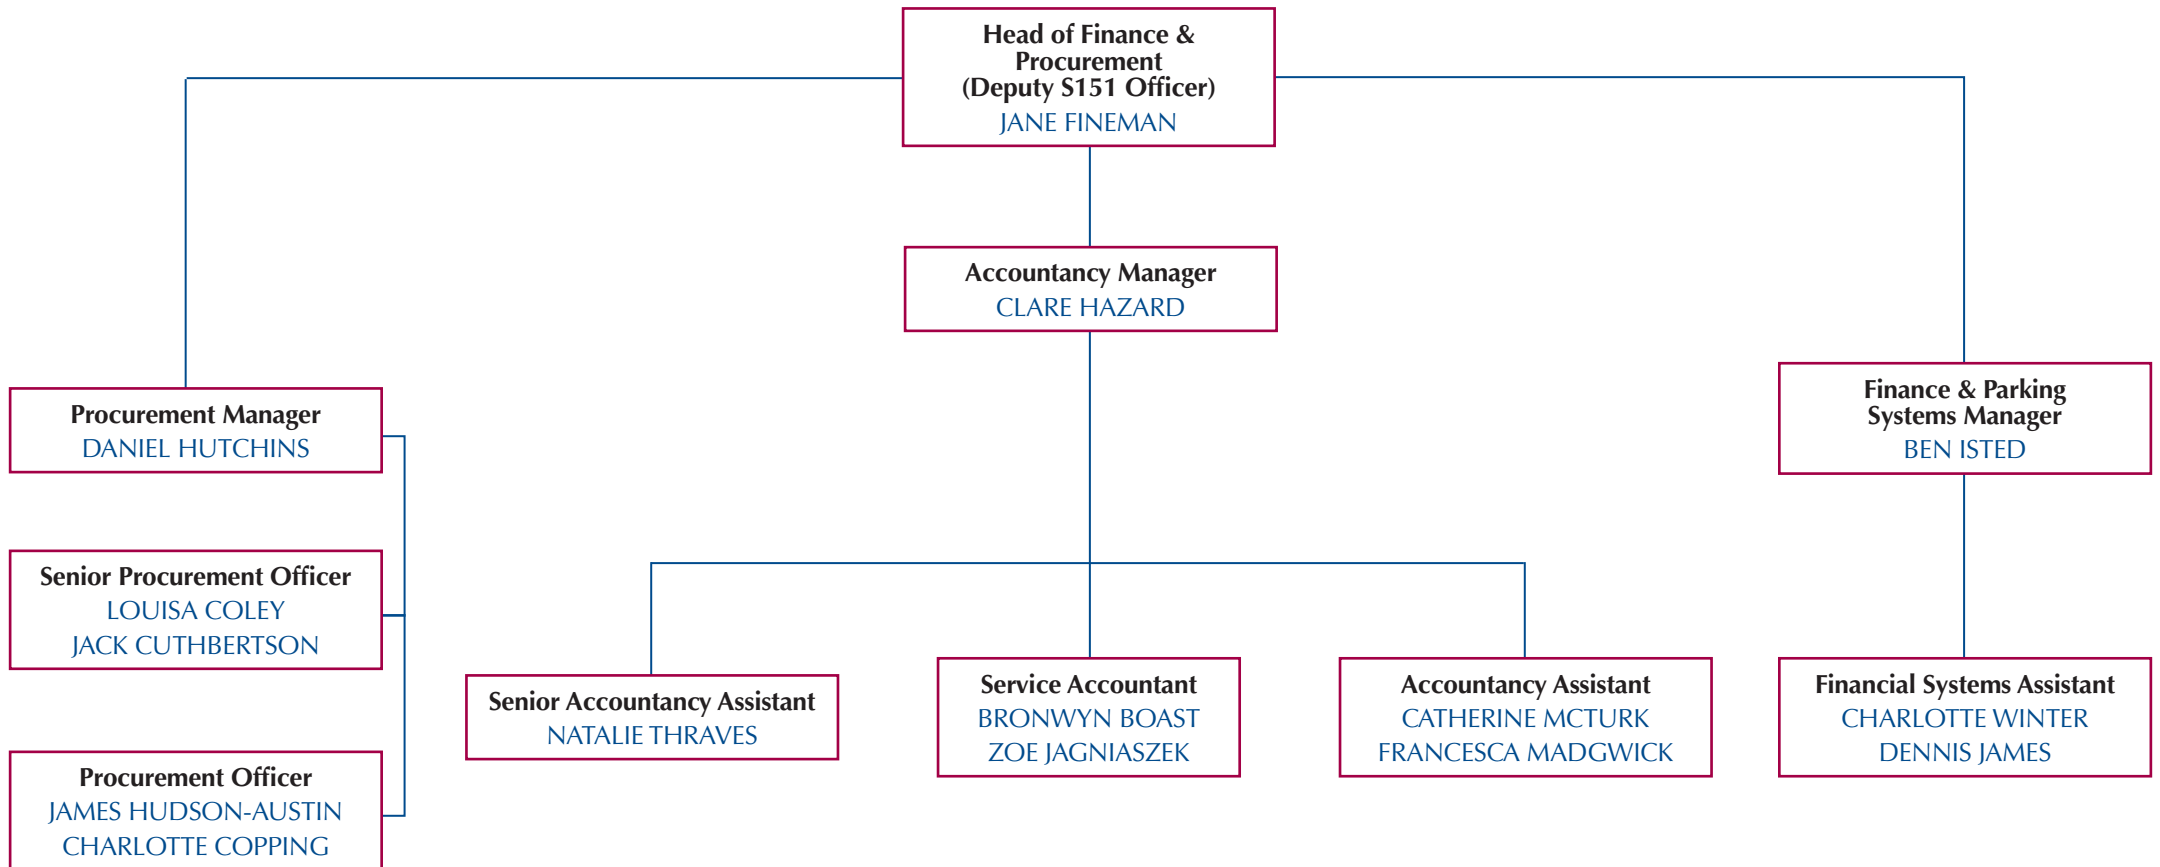 Head of Finance &
Procurement
(Deputy S151 Officer)
JANE FINEMAN
Accountancy Manager
CLARE HAZARD
Procurement Manager
DANIEL HUTCHINS
Finance & Parking
Systems Manager
BEN ISTED
Senior Procurement Officer
LOUISA COLEY
JACK CUTHBERTSON
Senior Accountancy Assistant
NATALIE THRAVES
Service Accountant
BRONWYN BOAST
ZOE JAGNIASZEK
Accountancy Assistant
CATHERINE MCTURK
FRANCESCA MADGWICK
Financial Systems Assistant
CHARLOTTE WINTER
DENNIS JAMES
Procurement Officer
JAMES HUDSON-AUSTIN
CHARLOTTE COPPING